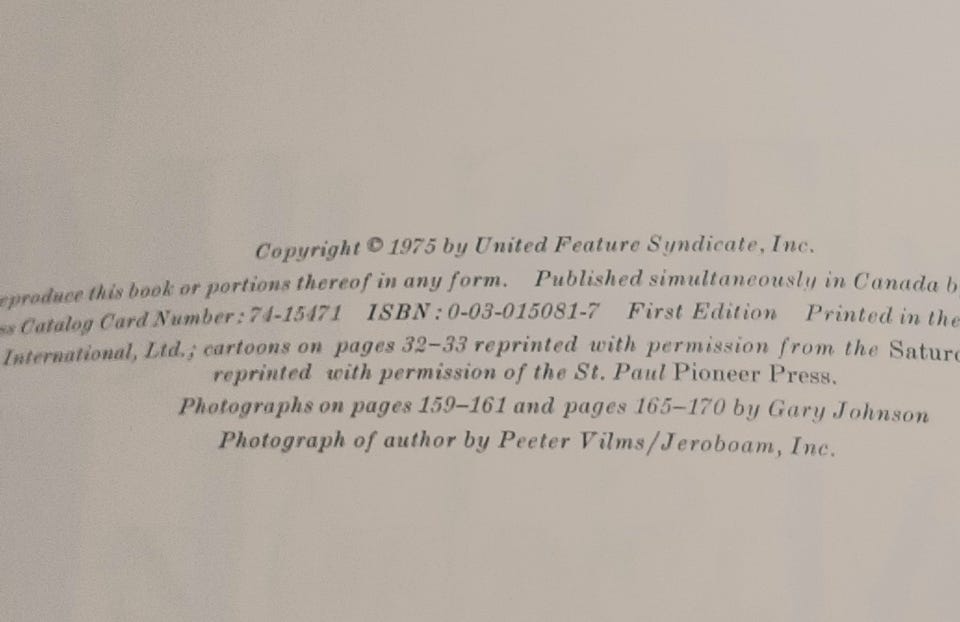 Copyright © 1975 by United Feature Syndicate, Inc.
eproduce this book or portions thereof in any form. Published simultaneously in Canada b
ss Catalog Card Number: 74-15471 ISBN: 0-03-015081-7 First Edition Printed in the
International, Ltd.; cartoons on pages 32–33 reprinted with permission from the Satur
reprinted with permission of the St. Paul Pioneer Press.
Photographs on pages 159–161 and pages 165–170 by Gary Johnson
Photograph of author by Peeter Vilms/Jeroboam, Inc.